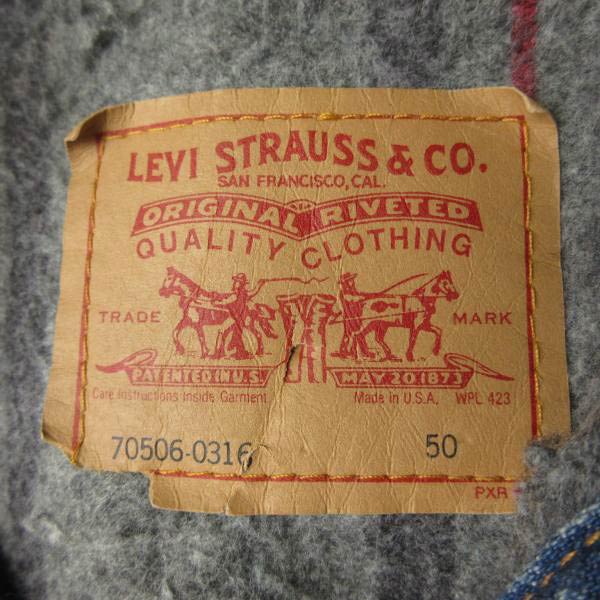 LEVI STRAUSS & CO.
SAN FRANCISCO, CAL.
ORIGINAL RIVETED
QUALITY CLOTHING
TRADE MARK
PATENTED IN U.S. MAY 20 1873
Care Instructions Inside Garment Made in U.S.A. WPL 423
70506-0316 50
PXR